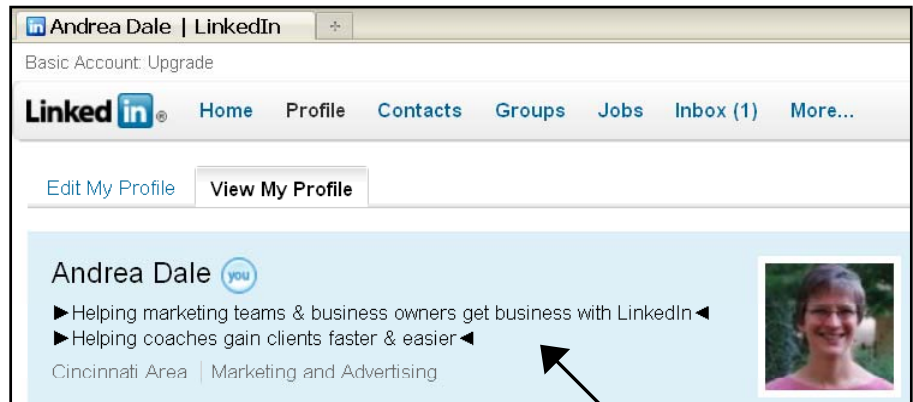 in Andrea Dale | LinkedIn
Basic Account: Upgrade
Linked in ® Home Profile Contacts Groups Jobs Inbox (1) More...
Edit My Profile View My Profile
Andrea Dale you
►Helping marketing teams & business owners get business with LinkedIn◄
►Helping coaches gain clients faster & easier◄
Cincinnati Area | Marketing and Advertising